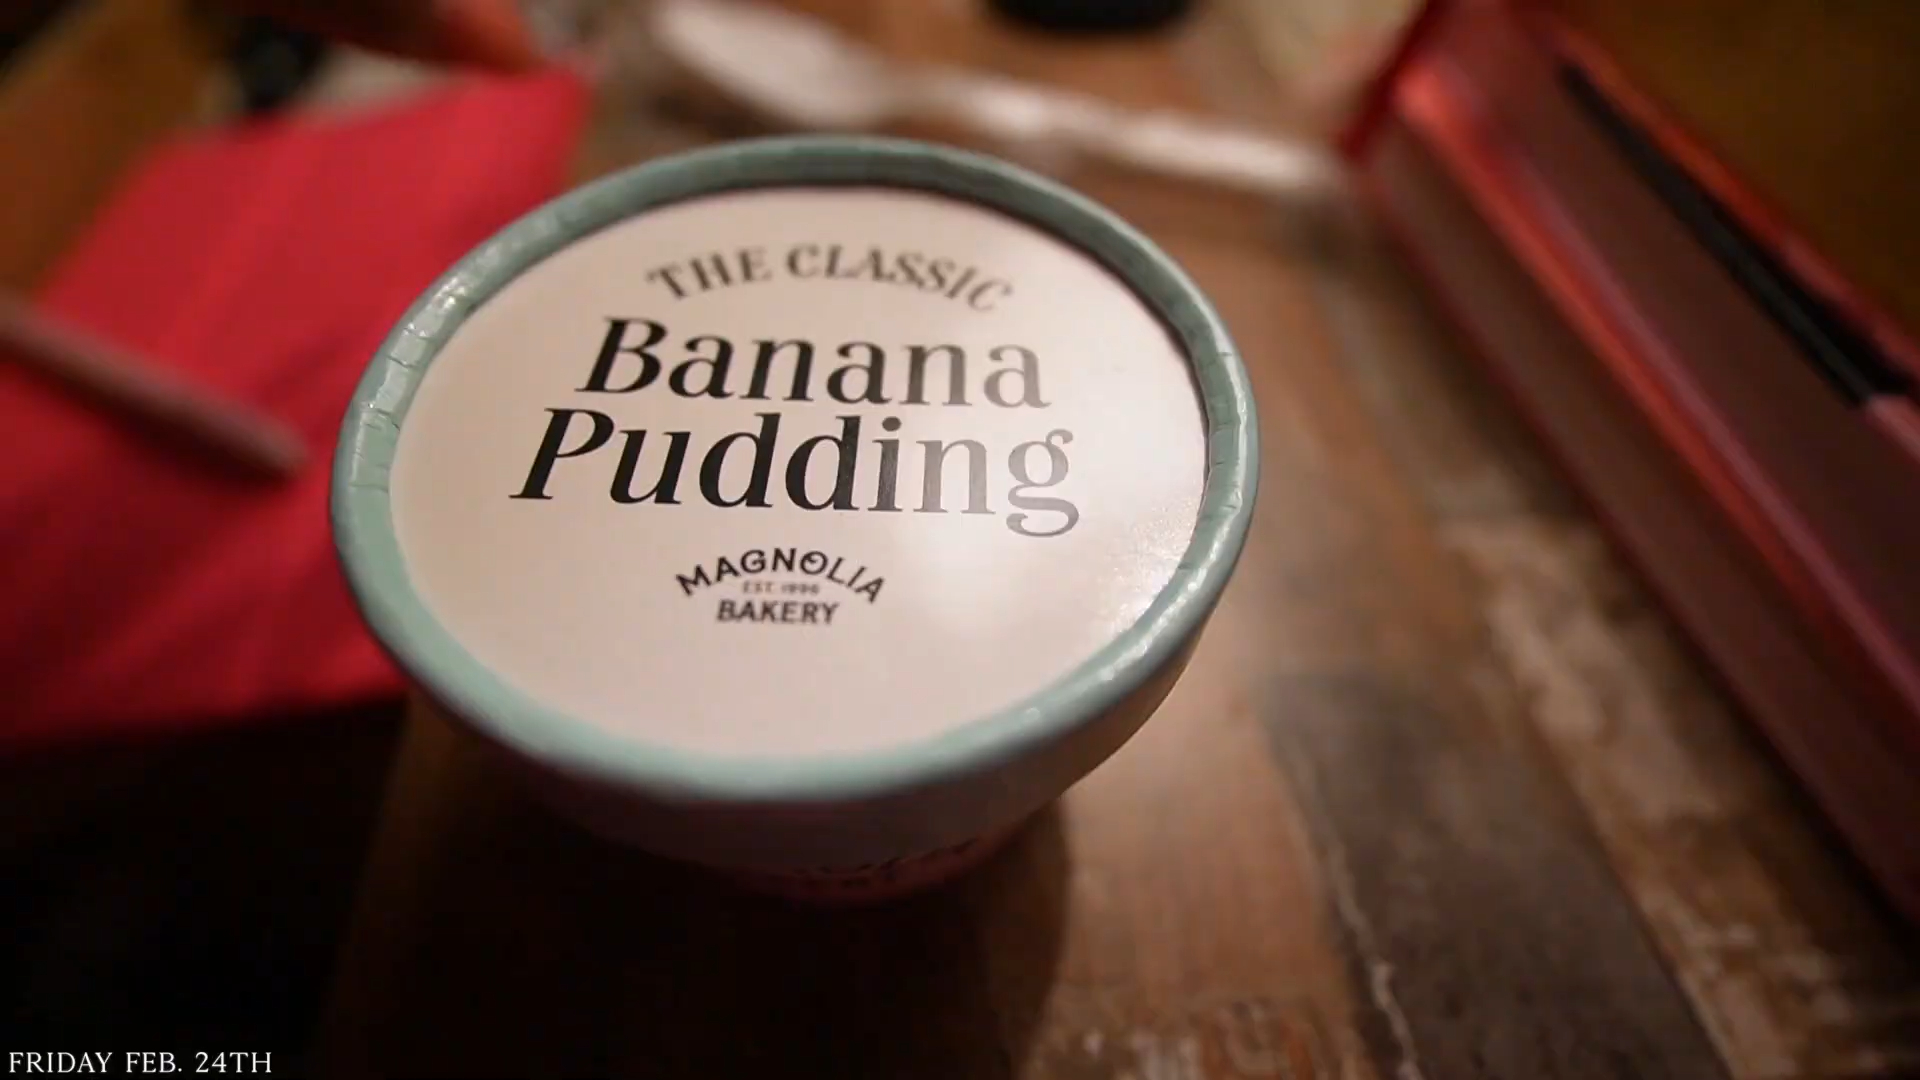 THE CLASSIC
Banana
Pudding
MAGNOLIA
EST. 1996
BAKERY
FRIDAY FEB. 24TH